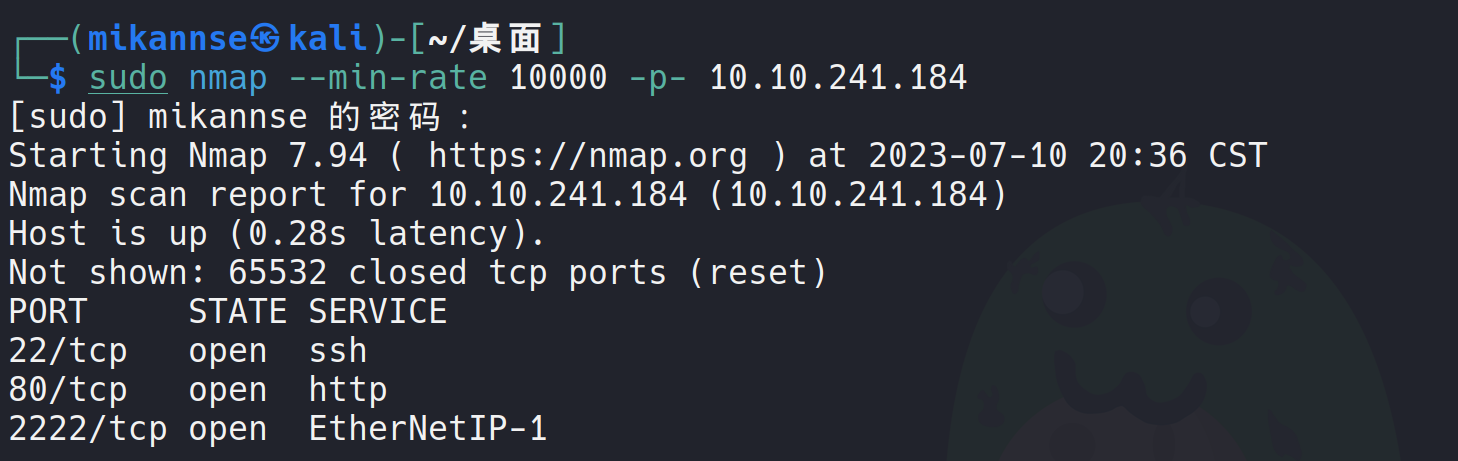 ┌──(mikannse㉿kali)-[~/桌面]
└─$ sudo nmap --min-rate 10000 -p- 10.10.241.184
[sudo] mikannse 的密码：
Starting Nmap 7.94 ( https://nmap.org ) at 2023-07-10 20:36 CST
Nmap scan report for 10.10.241.184 (10.10.241.184)
Host is up (0.28s latency).
Not shown: 65532 closed tcp ports (reset)
PORT     STATE SERVICE
22/tcp   open  ssh
80/tcp   open  http
2222/tcp open  EtherNetIP-1